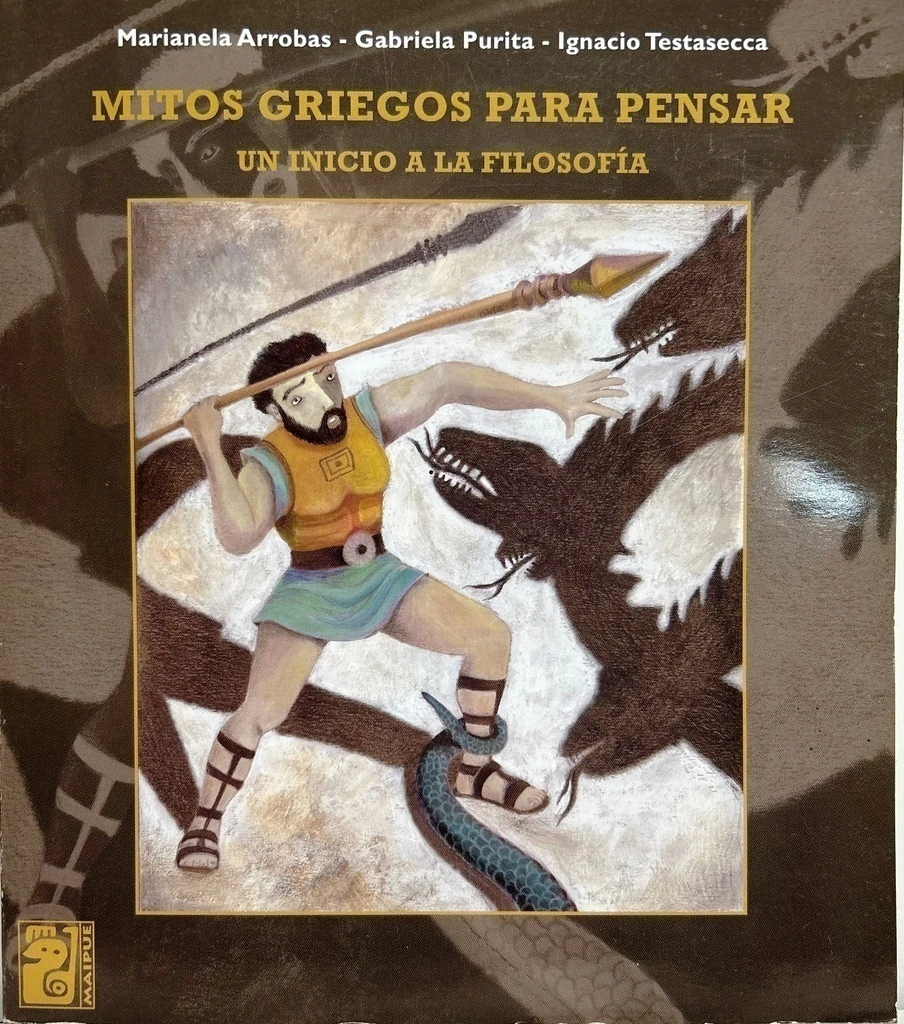 Marianela Arrobas - Gabriela Purita - Ignacio Testasecca
MITOS GRIEGOS PARA PENSAR
UN INICIO A LA FILOSOFÍA
MAIPUE